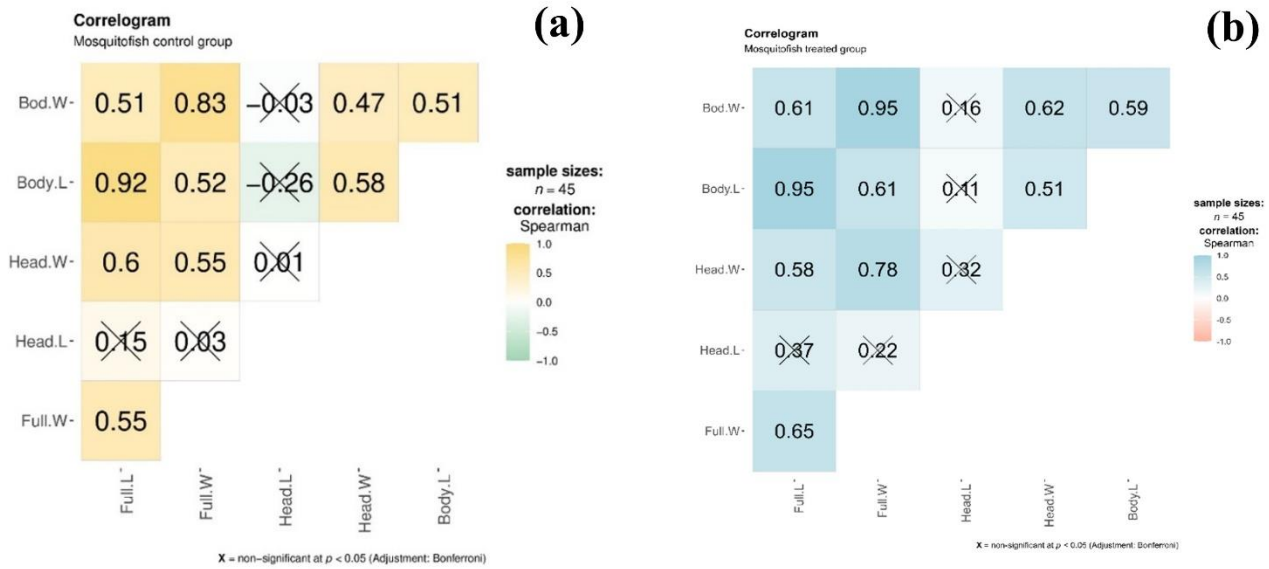 Correlogram
Mosquitofish control group
(a)
Bod.W 0.51 0.83 −0.03 0.47 0.51
Body.L 0.92 0.52 −0.26 0.58
Head.W 0.6 0.55 0.01
Head.L 0.15 0.03
Full.W 0.55
Full.L
Full.W
Head.L
Head.W
Body.L
sample sizes:
n = 45
correlation:
Spearman
1.0
0.5
0.0
−0.5
−1.0
X = non−significant at p < 0.05 (Adjustment: Bonferroni)
Correlogram
Mosquitofish treated group
(b)
Bod.W 0.61 0.95 0.16 0.62 0.59
Body.L 0.95 0.61 0.11 0.51
Head.W 0.58 0.78 0.32
Head.L 0.37 0.22
Full.W 0.65
Full.L
Full.W
Head.L
Head.W
Body.L
sample sizes:
n = 45
correlation:
Spearman
1.0
0.5
0.0
-0.5
-1.0
X = non−significant at p < 0.05 (Adjustment: Bonferroni)